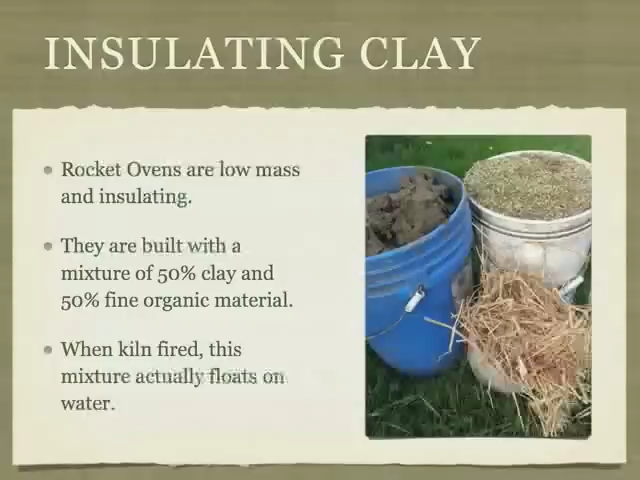 INSULATING CLAY
Rocket Ovens are low mass
and insulating.
They are built with a
mixture of 50% clay and
50% fine organic material.
When kiln fired, this
mixture actually floats on
water.